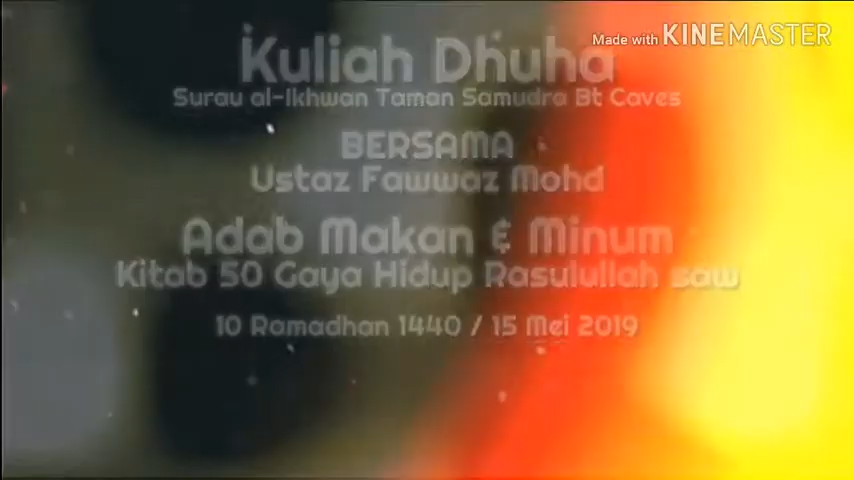 Made with KINEMASTER
Kuliah Dhuha
Surau al-Ikhwan Taman Samudra Bt Caves
BERSAMA
Ustaz Fawwaz Mohd
Adab Makan & Minum
Kitab 50 Gaya Hidup Rasulullah saw
10 Ramadhan 1440 / 15 Mei 2019